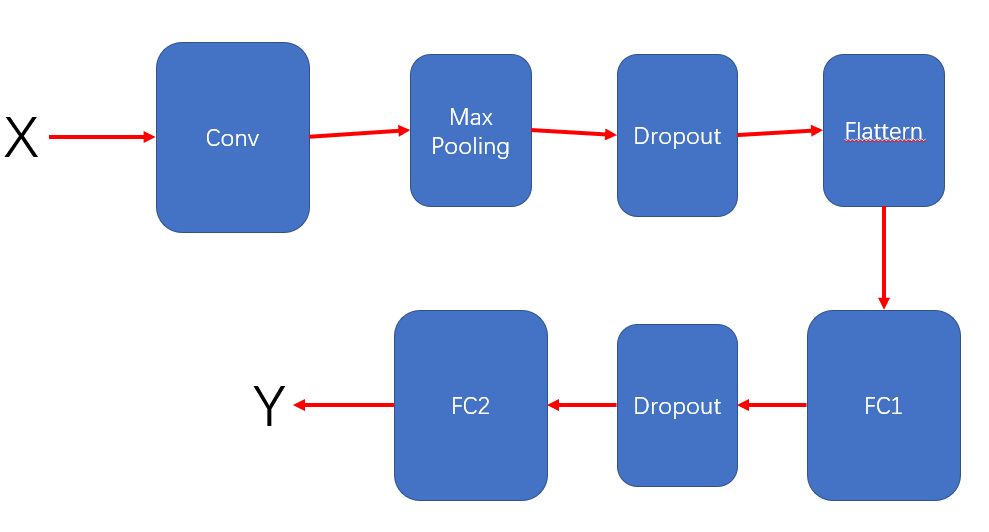 X
Conv
Max
Pooling
Dropout
Flattern
FC1
Dropout
FC2
Y